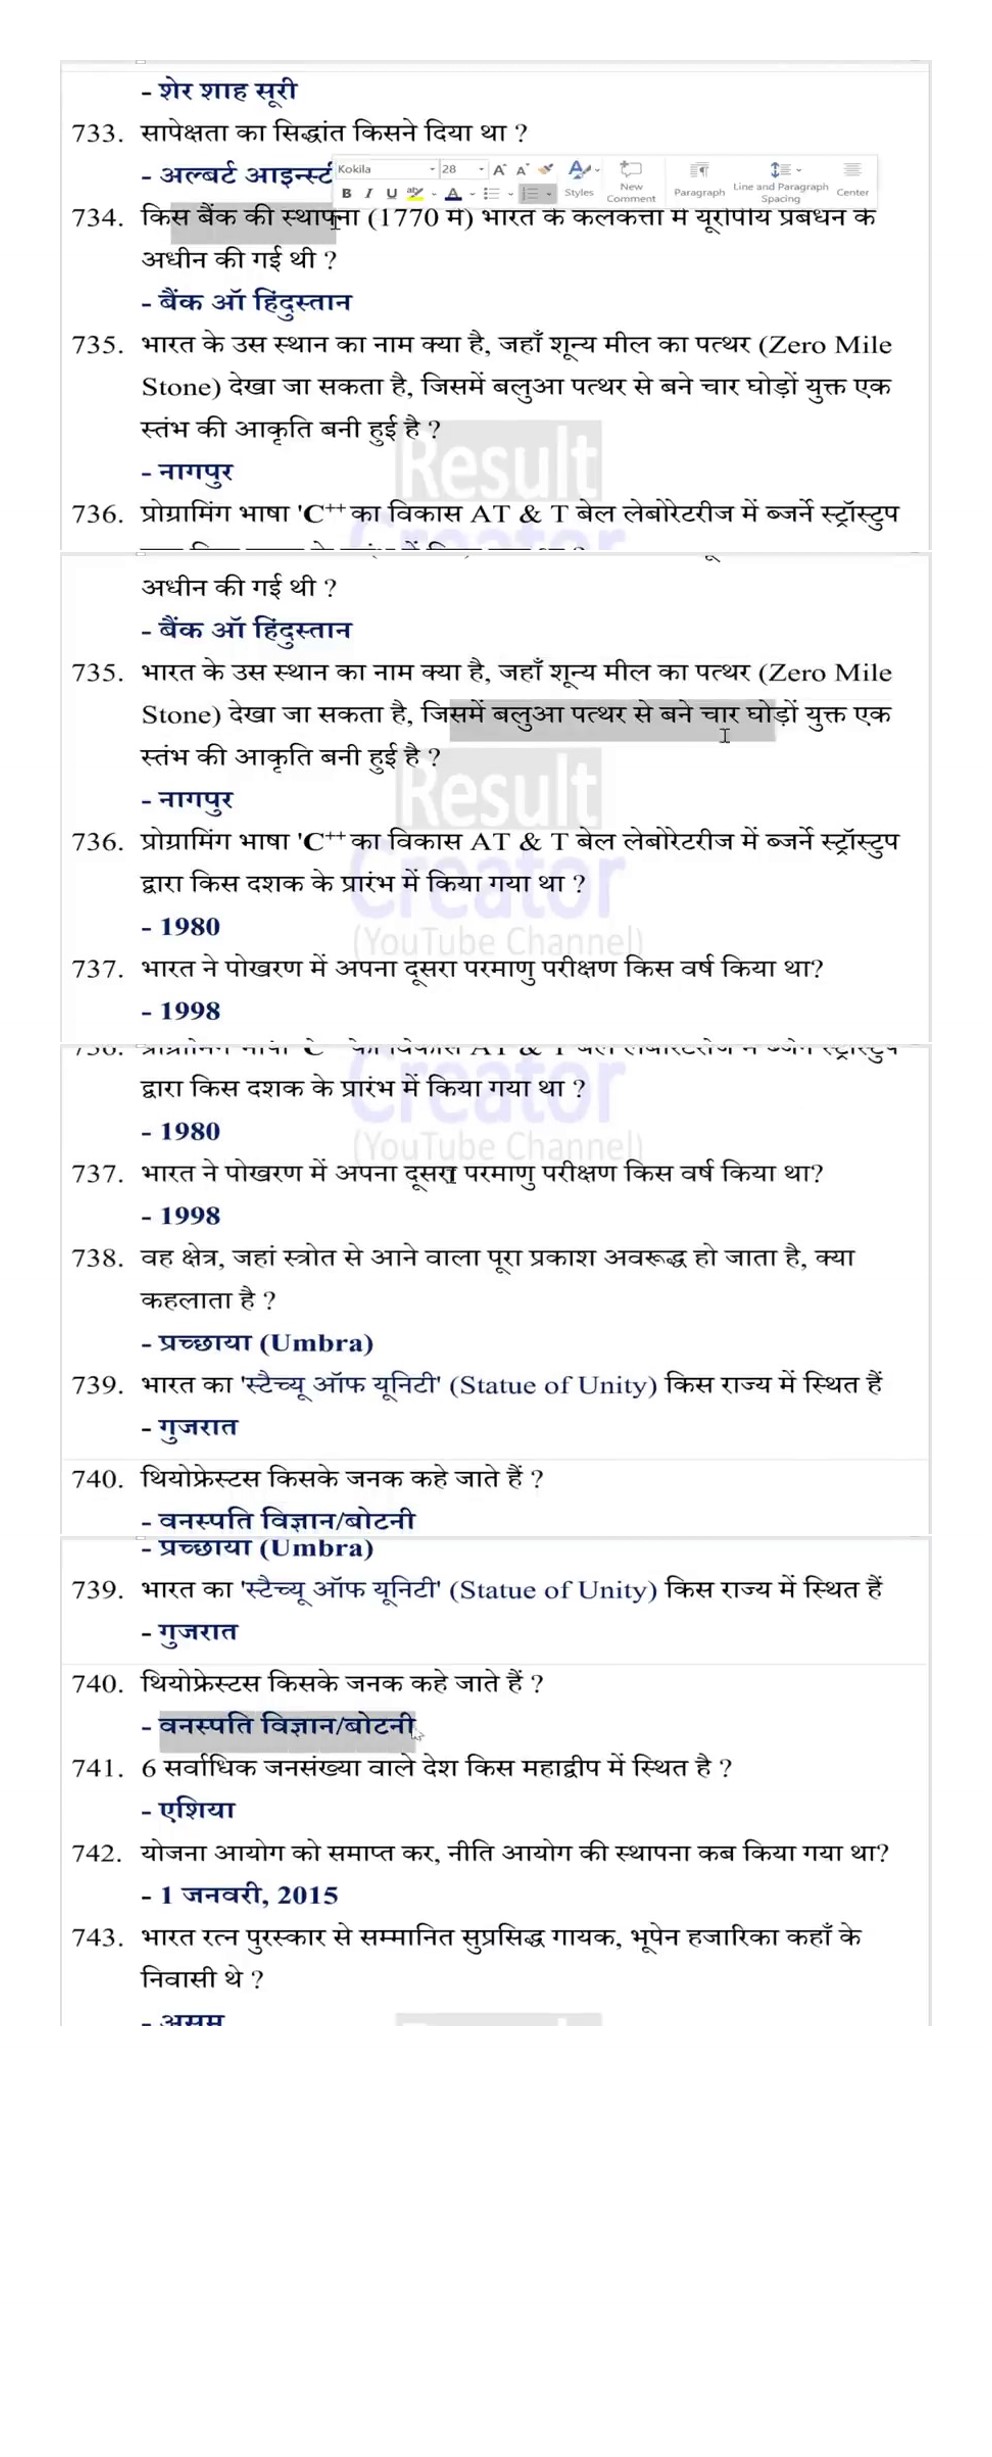 - शेर शाह सूरी
733. सापेक्षता का सिद्धांत किसने दिया था ?
- अल्बर्ट आइन्स्टी
Kokila 28
B I U Styles New Comment Paragraph Line and Paragraph Spacing Center
734. किस बैंक की स्थापना (1770 में) भारत के कलकत्ता में यूरोपीय प्रबंधन के
अधीन की गई थी ?
- बैंक ऑ हिंदुस्तान
735. भारत के उस स्थान का नाम क्या है, जहाँ शून्य मील का पत्थर (Zero Mile
Stone) देखा जा सकता है, जिसमें बलुआ पत्थर से बने चार घोड़ों युक्त एक
स्तंभ की आकृति बनी हुई है ?
Result
- नागपुर
736. प्रोग्रामिंग भाषा 'C⁺⁺ का विकास AT & T बेल लेबोरेटरीज में ब्जर्ने स्ट्रॉस्टुप
अधीन की गई थी ?
- बैंक ऑ हिंदुस्तान
735. भारत के उस स्थान का नाम क्या है, जहाँ शून्य मील का पत्थर (Zero Mile
Stone) देखा जा सकता है, जिसमें बलुआ पत्थर से बने चार घोड़ों युक्त एक
स्तंभ की आकृति बनी हुई है ?
Result
- नागपुर
736. प्रोग्रामिंग भाषा 'C⁺⁺ का विकास AT & T बेल लेबोरेटरीज में ब्जर्ने स्ट्रॉस्टुप
Creator
द्वारा किस दशक के प्रारंभ में किया गया था ?
- 1980
(YouTube Channel)
737. भारत ने पोखरण में अपना दूसरा परमाणु परीक्षण किस वर्ष किया था?
- 1998
द्वारा किस दशक के प्रारंभ में किया गया था ?
Creator
- 1980
(YouTube Channel)
737. भारत ने पोखरण में अपना दूसरा परमाणु परीक्षण किस वर्ष किया था?
- 1998
738. वह क्षेत्र, जहां स्त्रोत से आने वाला पूरा प्रकाश अवरूद्ध हो जाता है, क्या
कहलाता है ?
- प्रच्छाया (Umbra)
739. भारत का 'स्टैच्यू ऑफ यूनिटी' (Statue of Unity) किस राज्य में स्थित हैं
- गुजरात
740. थियोफ्रेस्टस किसके जनक कहे जाते हैं ?
- वनस्पति विज्ञान/बोटनी
- प्रच्छाया (Umbra)
739. भारत का 'स्टैच्यू ऑफ यूनिटी' (Statue of Unity) किस राज्य में स्थित हैं
- गुजरात
740. थियोफ्रेस्टस किसके जनक कहे जाते हैं ?
- वनस्पति विज्ञान/बोटनी
741. 6 सर्वाधिक जनसंख्या वाले देश किस महाद्वीप में स्थित है ?
- एशिया
742. योजना आयोग को समाप्त कर, नीति आयोग की स्थापना कब किया गया था?
- 1 जनवरी, 2015
743. भारत रत्न पुरस्कार से सम्मानित सुप्रसिद्ध गायक, भूपेन हजारिका कहाँ के
निवासी थे ?
- असम